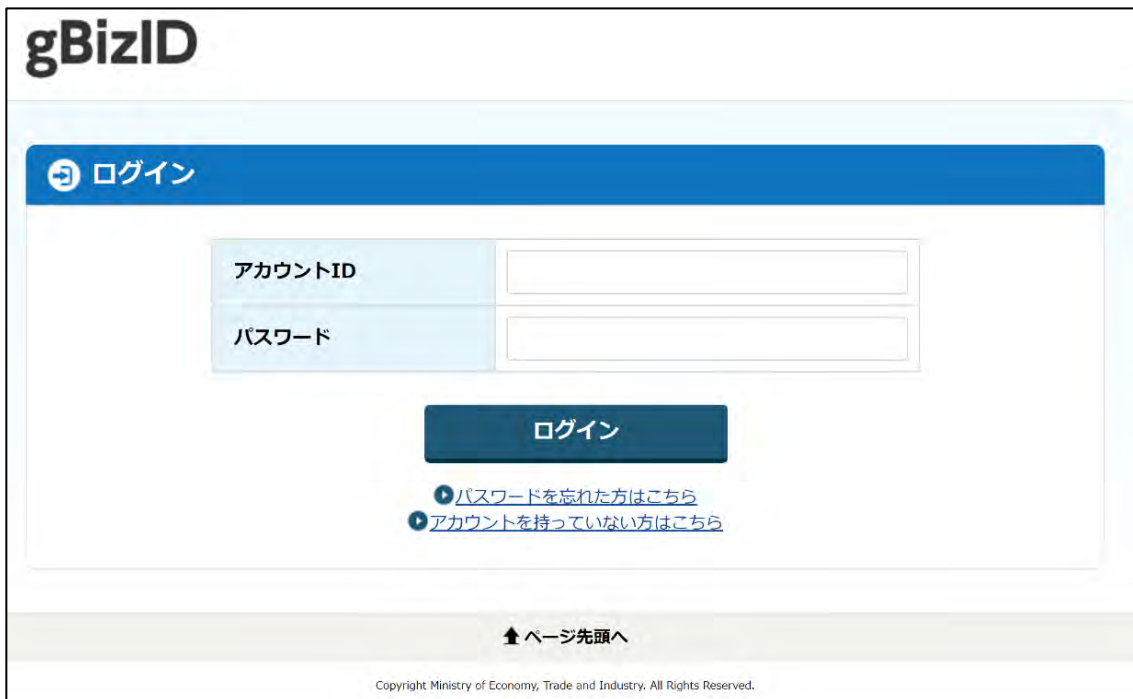 gBizID
ログイン
アカウントID
パスワード
ログイン
パスワードを忘れた方はこちら
アカウントを持っていない方はこちら
ページ先頭へ
Copyright Ministry of Economy, Trade and Industry. All Rights Reserved.